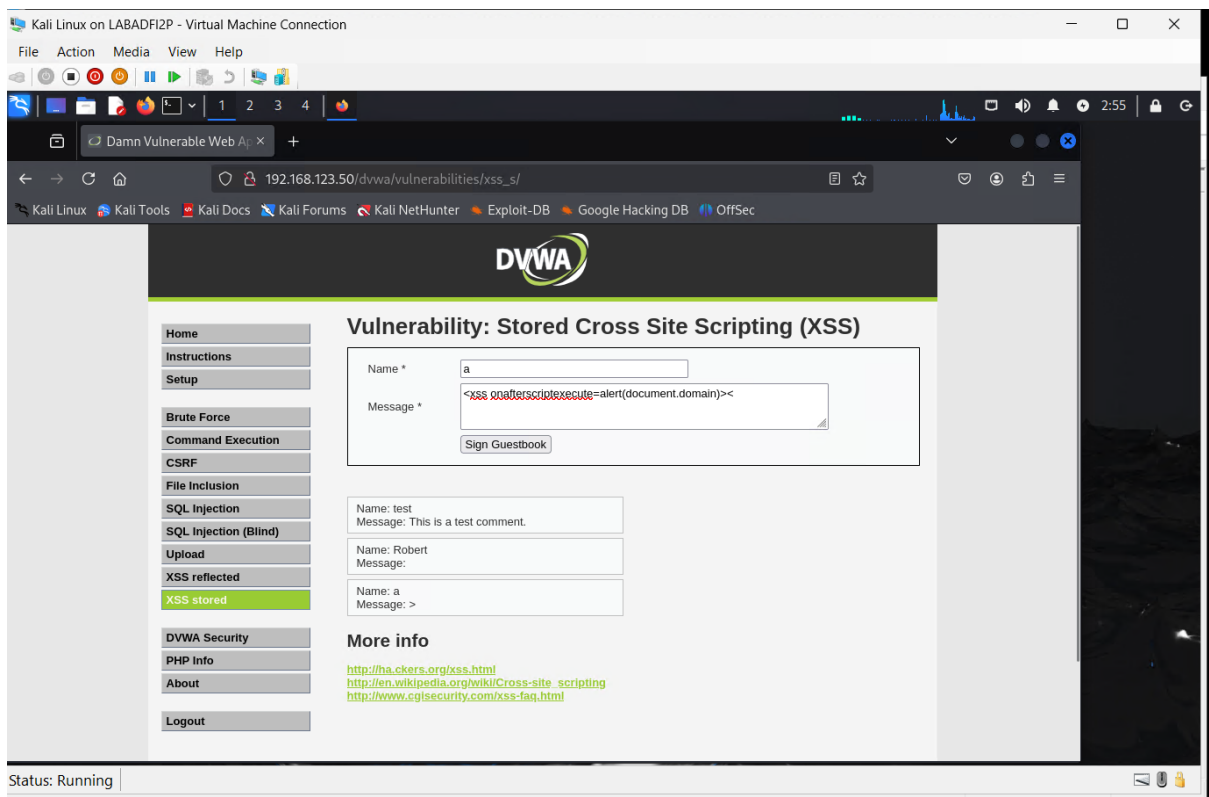 Kali Linux on LABADFI2P - Virtual Machine Connection
File Action Media View Help
1 2 3 4
2:55
Damn Vulnerable Web Ap
192.168.123.50/dvwa/vulnerabilities/xss_s/
Kali Linux Kali Tools Kali Docs Kali Forums Kali NetHunter Exploit-DB Google Hacking DB OffSec
DVWA
Home
Instructions
Setup
Brute Force
Command Execution
CSRF
File Inclusion
SQL Injection
SQL Injection (Blind)
Upload
XSS reflected
XSS stored
DVWA Security
PHP Info
About
Logout
Vulnerability: Stored Cross Site Scripting (XSS)
Name * a
Message * <xss onafterscriptexecute=alert(document.domain)><
Sign Guestbook
Name: test
Message: This is a test comment.
Name: Robert
Message:
Name: a
Message: >
More info
http://ha.ckers.org/xss.html
http://en.wikipedia.org/wiki/Cross-site_scripting
http://www.cgisecurity.com/xss-faq.html
Status: Running